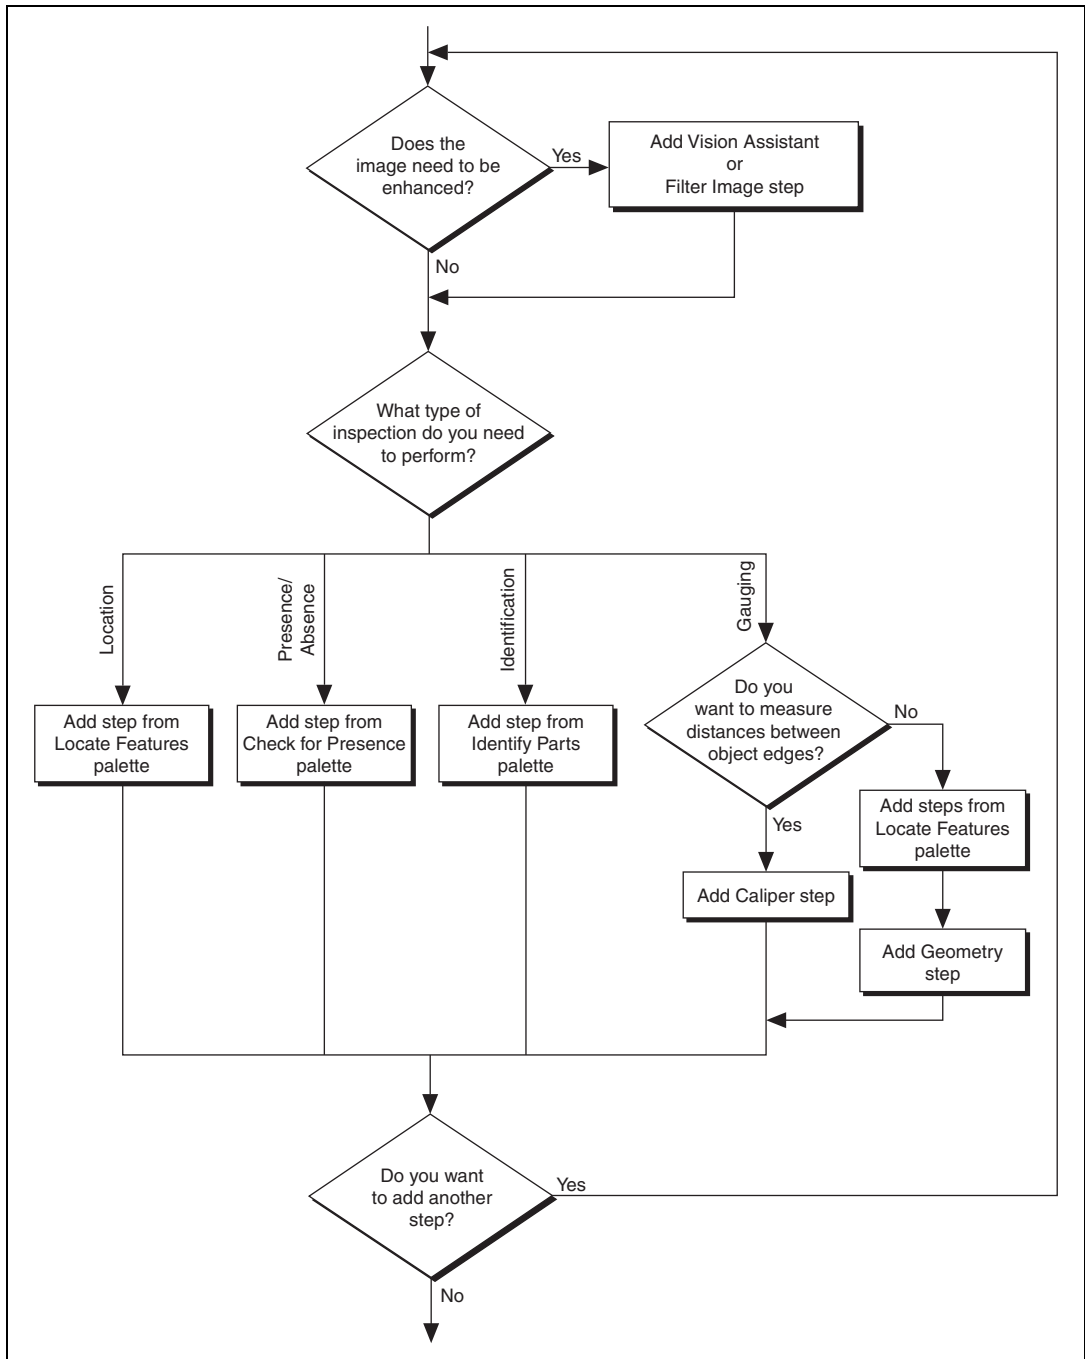 Does the
image need to be
enhanced?
Yes
Add Vision Assistant
or
Filter Image step
No
What type of
inspection do you need
to perform?
Location
Presence/
Absence
Identification
Gauging
Add step from
Locate Features
palette
Add step from
Check for Presence
palette
Add step from
Identify Parts
palette
Do you
want to measure
distances between
object edges?
No
Yes
Add steps from
Locate Features
palette
Add Caliper step
Add Geometry
step
Do you want
to add another
step?
Yes
No